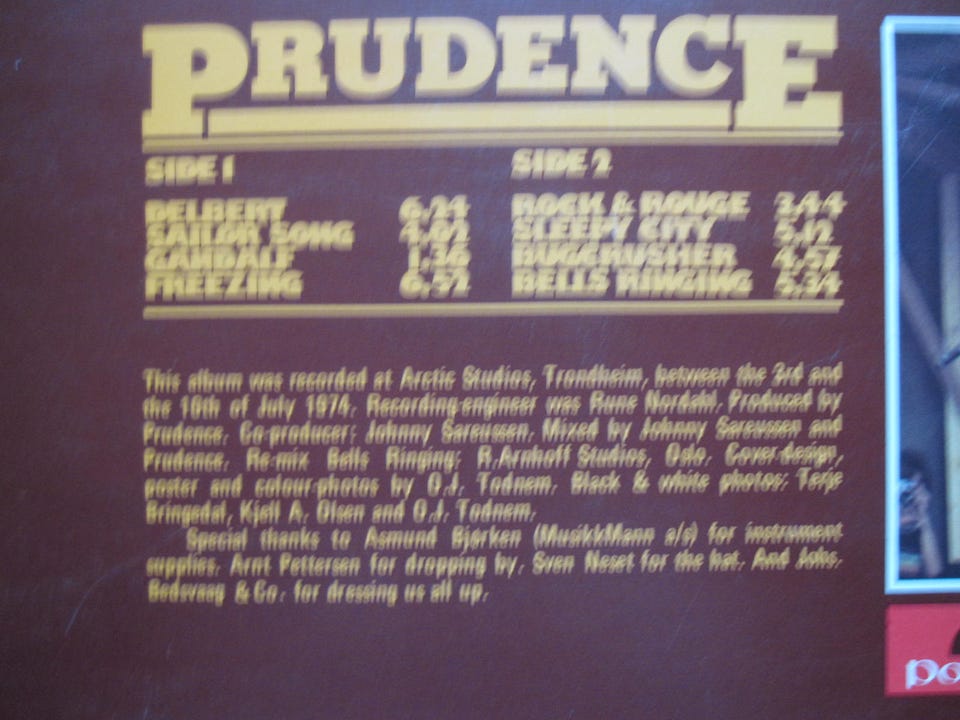 PRUDENCE
SIDE 1
DELBERT 6.24
SAILOR SONG 4.02
GANDALF 1.36
FREEZING 6.52
SIDE 2
ROCK & ROUGE 3.44
SLEEPY CITY 5.12
BUGCRUSHER 4.57
BELLS RINGING 5.34
This album was recorded at Arctic Studios, Trondheim, between the 3rd and
the 10th of July 1974. Recording-engineer was Rune Nordahl. Produced by
Prudence. Co-producer: Johnny Sareussen. Mixed by Johnny Sareussen and
Prudence. Re-mix Bells Ringing: R.Arnhoff Studios, Oslo. Cover-design,
poster and colour-photos by O.J. Todnem. Black & white photos: Terje
Bringedal, Kjell A. Olsen and O.J. Todnem.
Special thanks to Asmund Bjørken (MusikkMann a/s) for instrument
supplies. Arnt Pettersen for dropping by. Sven Neset for the hat. And Johs.
Bedsvaag & Co. for dressing us all up.